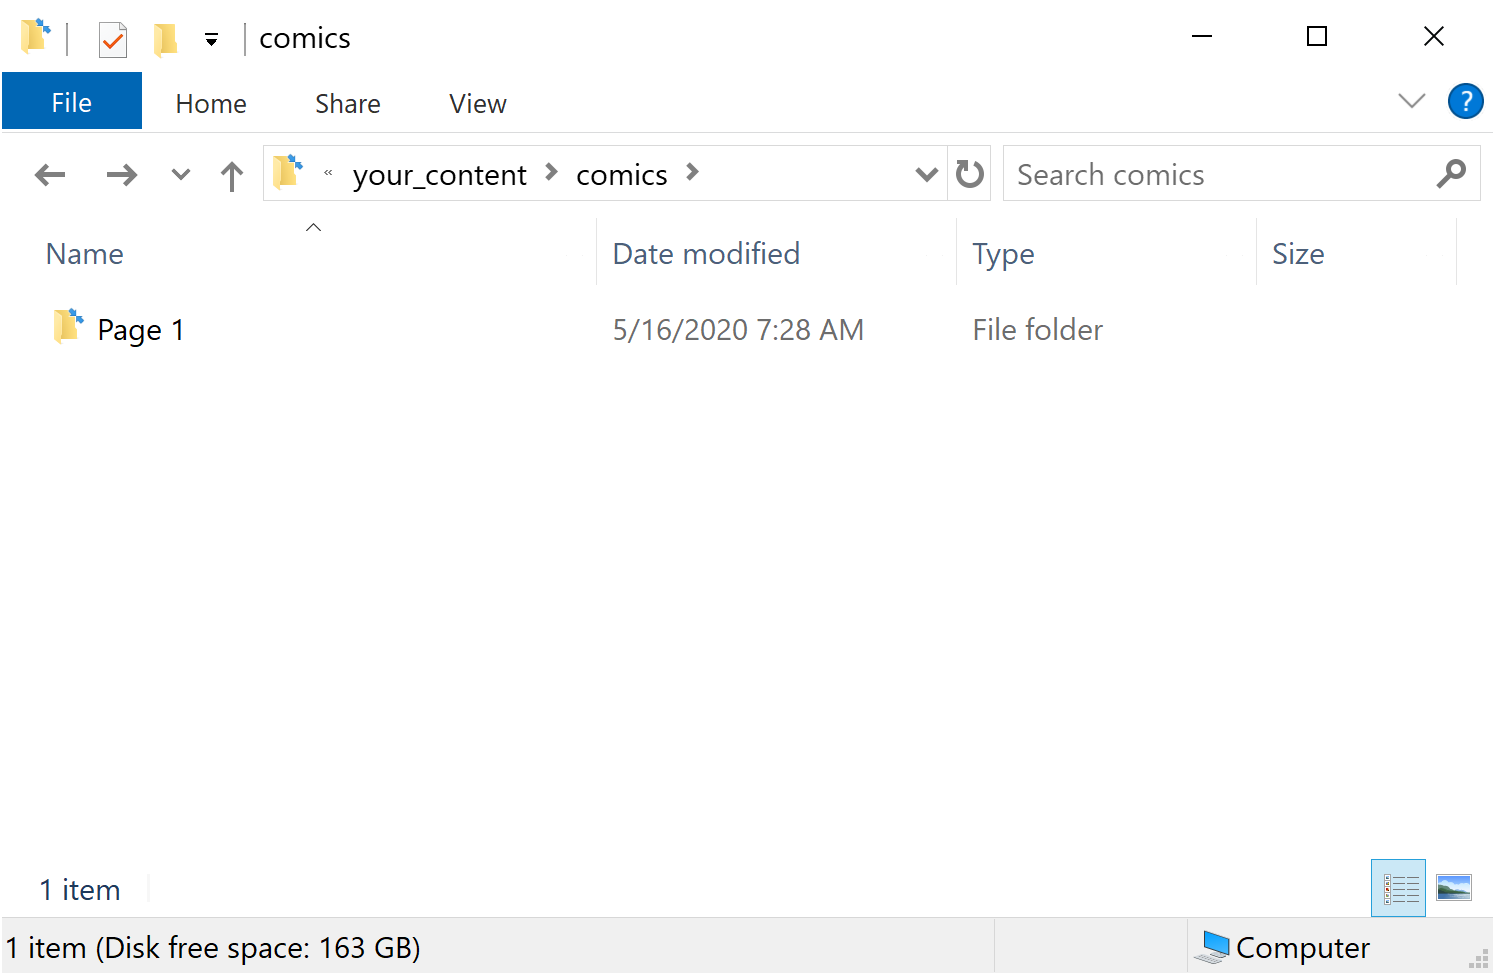 comics
File Home Share View ?
« your_content > comics > Search comics
Name Date modified Type Size
Page 1 5/16/2020 7:28 AM File folder
1 item
1 item (Disk free space: 163 GB) Computer